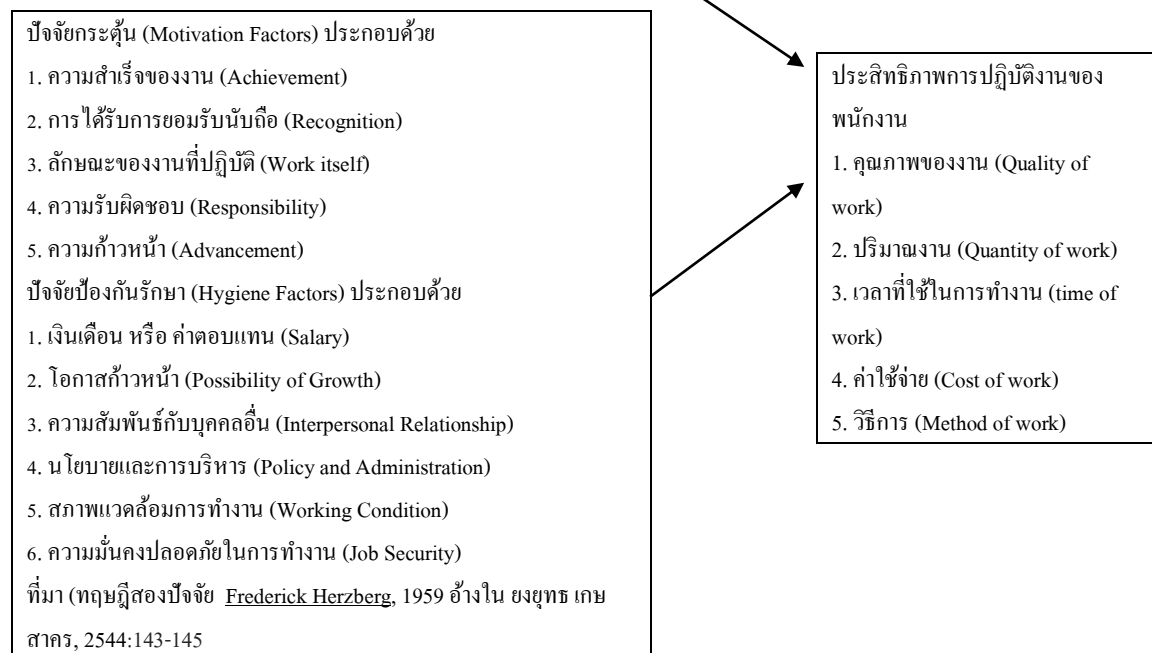 ปัจจัยกระตุ้น (Motivation Factors) ประกอบด้วย
1. ความสำเร็จของงาน (Achievement)
2. การได้รับการยอมรับนับถือ (Recognition)
3. ลักษณะของงานที่ปฏิบัติ (Work itself)
4. ความรับผิดชอบ (Responsibility)
5. ความก้าวหน้า (Advancement)
ปัจจัยป้องกันรักษา (Hygiene Factors) ประกอบด้วย
1. เงินเดือน หรือ ค่าตอบแทน (Salary)
2. โอกาสก้าวหน้า (Possibility of Growth)
3. ความสัมพันธ์กับบุคคลอื่น (Interpersonal Relationship)
4. นโยบายและการบริหาร (Policy and Administration)
5. สภาพแวดล้อมการทำงาน (Working Condition)
6. ความมั่นคงปลอดภัยในการทำงาน (Job Security)
ที่มา (ทฤษฎีสองปัจจัย Frederick Herzberg, 1959 อ้างใน ยงยุทธ เกษ
สาคร, 2544:143-145
ประสิทธิภาพการปฏิบัติงานของ
พนักงาน
1. คุณภาพของงาน (Quality of
work)
2. ปริมาณงาน (Quantity of work)
3. เวลาที่ใช้ในการทำงาน (time of
work)
4. ค่าใช้จ่าย (Cost of work)
5. วิธีการ (Method of work)